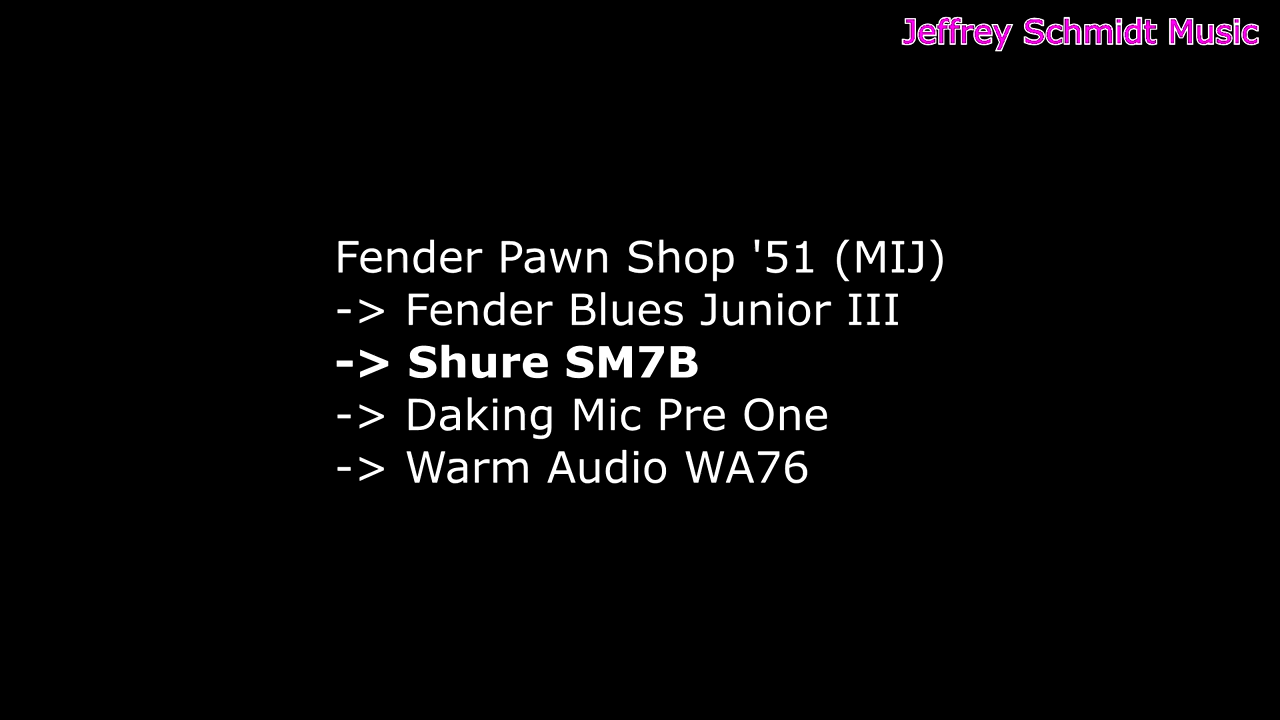 Jeffrey Schmidt Music
Fender Pawn Shop '51 (MIJ)
-> Fender Blues Junior III
-> Shure SM7B
-> Daking Mic Pre One
-> Warm Audio WA76